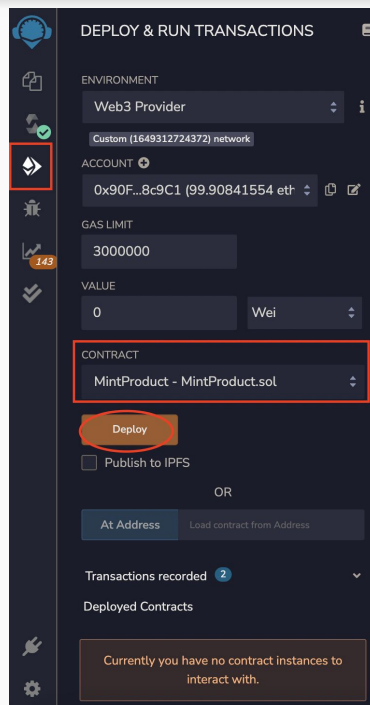 DEPLOY & RUN TRANSACTIONS
ENVIRONMENT
Web3 Provider
i
Custom (1649312724372) network
ACCOUNT
0x90F...8c9C1 (99.90841554 eth
GAS LIMIT
3000000
143
VALUE
0
Wei
CONTRACT
MintProduct - MintProduct.sol
Deploy
Publish to IPFS
OR
At Address
Load contract from Address
Transactions recorded 2
Deployed Contracts
Currently you have no contract instances to
interact with.